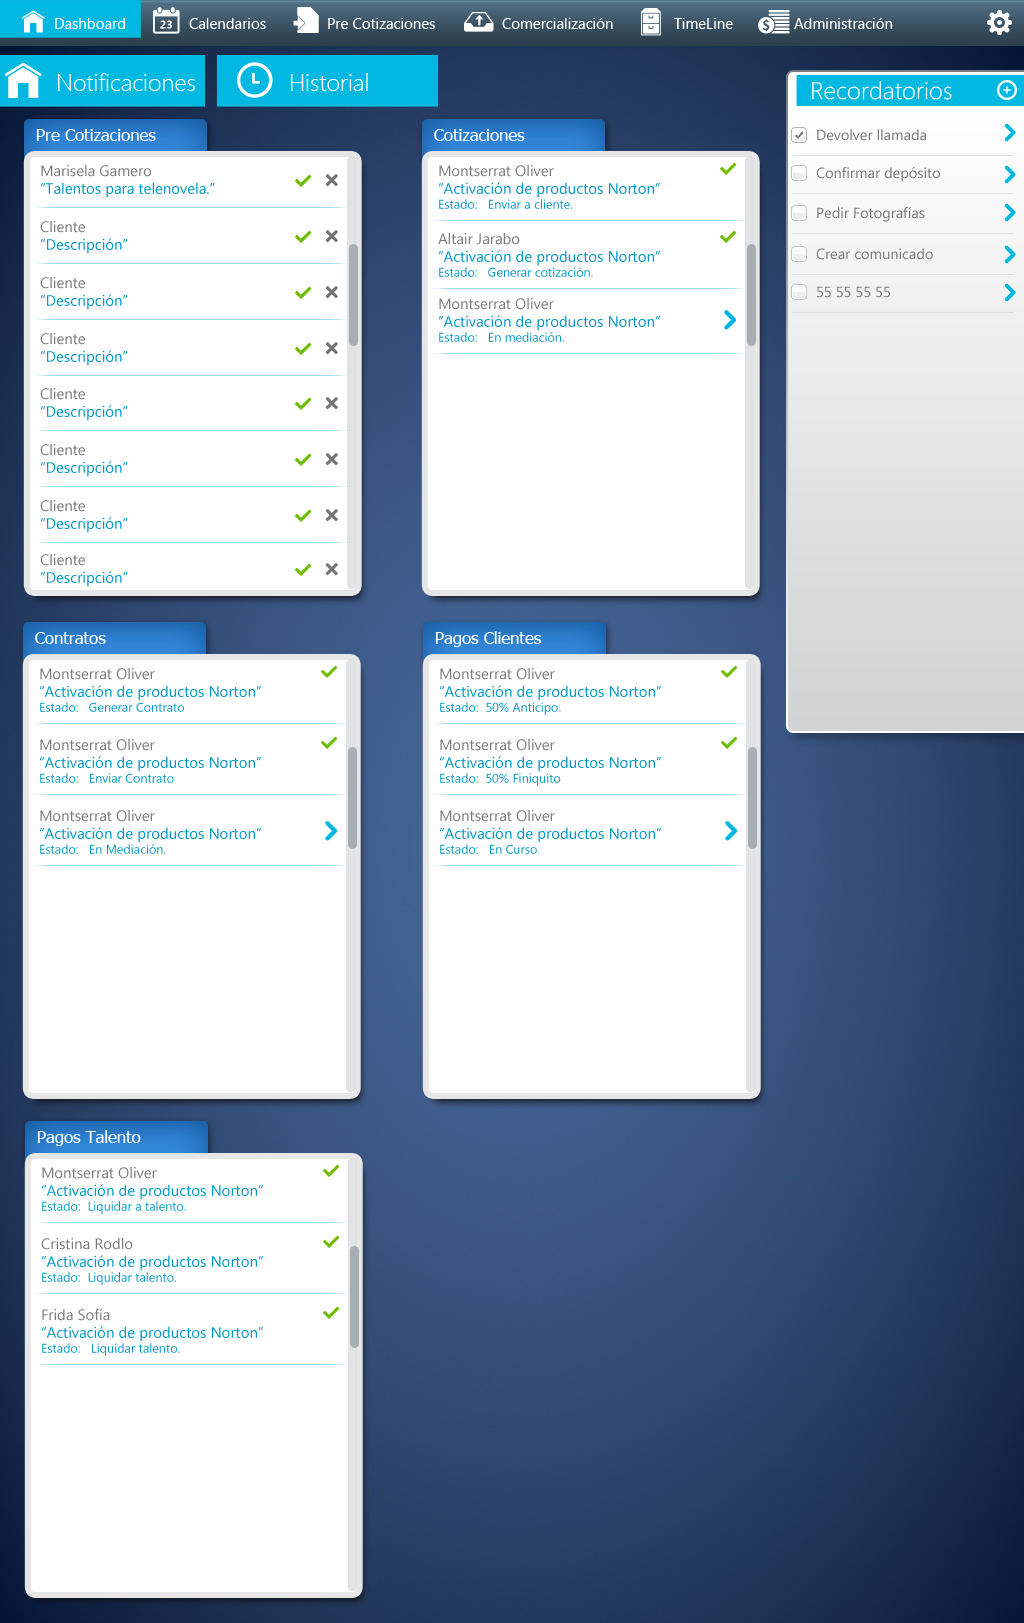 Dashboard
23
Calendarios
Pre Cotizaciones
Comercialización
TimeLine
$
Administración
Notificaciones
Historial
Recordatorios
Devolver llamada
Confirmar depósito
Pedir Fotografías
Crear comunicado
55 55 55 55
Pre Cotizaciones
Marisela Gamero
"Talentos para telenovela."
Cliente
"Descripción"
Cliente
"Descripción"
Cliente
"Descripción"
Cliente
"Descripción"
Cliente
"Descripción"
Cliente
"Descripción"
Cliente
"Descripción"
Cotizaciones
Montserrat Oliver
"Activación de productos Norton"
Estado: Enviar a cliente.
Altair Jarabo
"Activación de productos Norton"
Estado: Generar cotización.
Montserrat Oliver
"Activación de productos Norton"
Estado: En mediación.
Contratos
Montserrat Oliver
"Activación de productos Norton"
Estado: Generar Contrato
Montserrat Oliver
"Activación de productos Norton"
Estado: Enviar Contrato
Montserrat Oliver
"Activación de productos Norton"
Estado: En Mediación.
Pagos Clientes
Montserrat Oliver
"Activación de productos Norton"
Estado: 50% Anticipo.
Montserrat Oliver
"Activación de productos Norton"
Estado: 50% Finiquito
Montserrat Oliver
"Activación de productos Norton"
Estado: En Curso
Pagos Talento
Montserrat Oliver
"Activación de productos Norton"
Estado: Liquidar a talento.
Cristina Rodlo
"Activación de productos Norton"
Estado: Liquidar talento.
Frida Sofía
"Activación de productos Norton"
Estado: Liquidar talento.